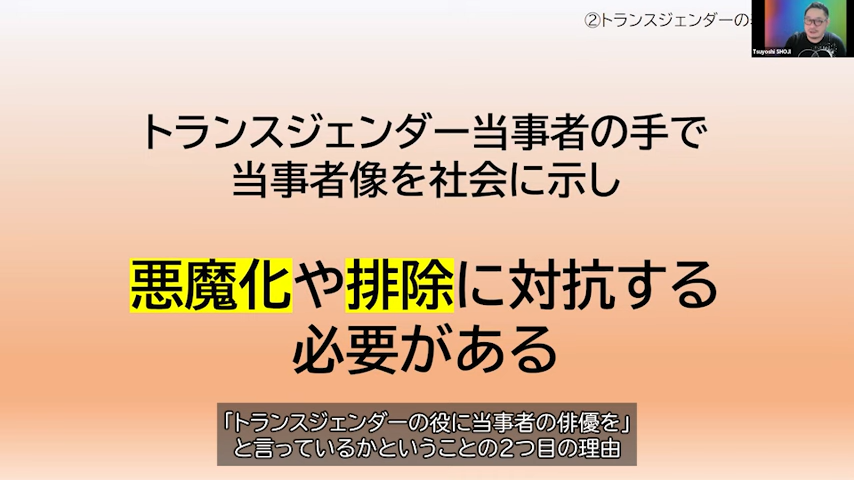 ②トランスジェンダーの
Tsuyoshi SHOJI
トランスジェンダー当事者の手で
当事者像を社会に示し
悪魔化や排除に対抗する
必要がある
「トランスジェンダーの役に当事者の俳優を」
と言っているかということの2つ目の理由